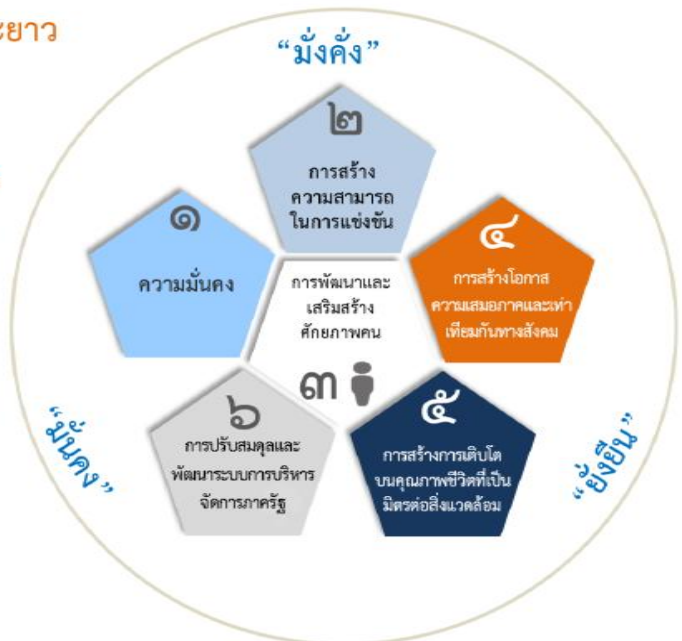 ะยาว
“มั่งคั่ง”
๒
การสร้าง
ความสามารถ
ในการแข่งขัน
๑
ความมั่นคง
การพัฒนาและ
เสริมสร้าง
ศักยภาพคน
๓
๔
การสร้างโอกาส
ความเสมอภาคและเท่า
เทียมกันทางสังคม
๖
การปรับสมดุลและ
พัฒนาระบบการบริหาร
จัดการภาครัฐ
๕
การสร้างการเติบโต
บนคุณภาพชีวิตที่เป็น
มิตรต่อสิ่งแวดล้อม
“มั่นคง”
“ยั่งยืน”